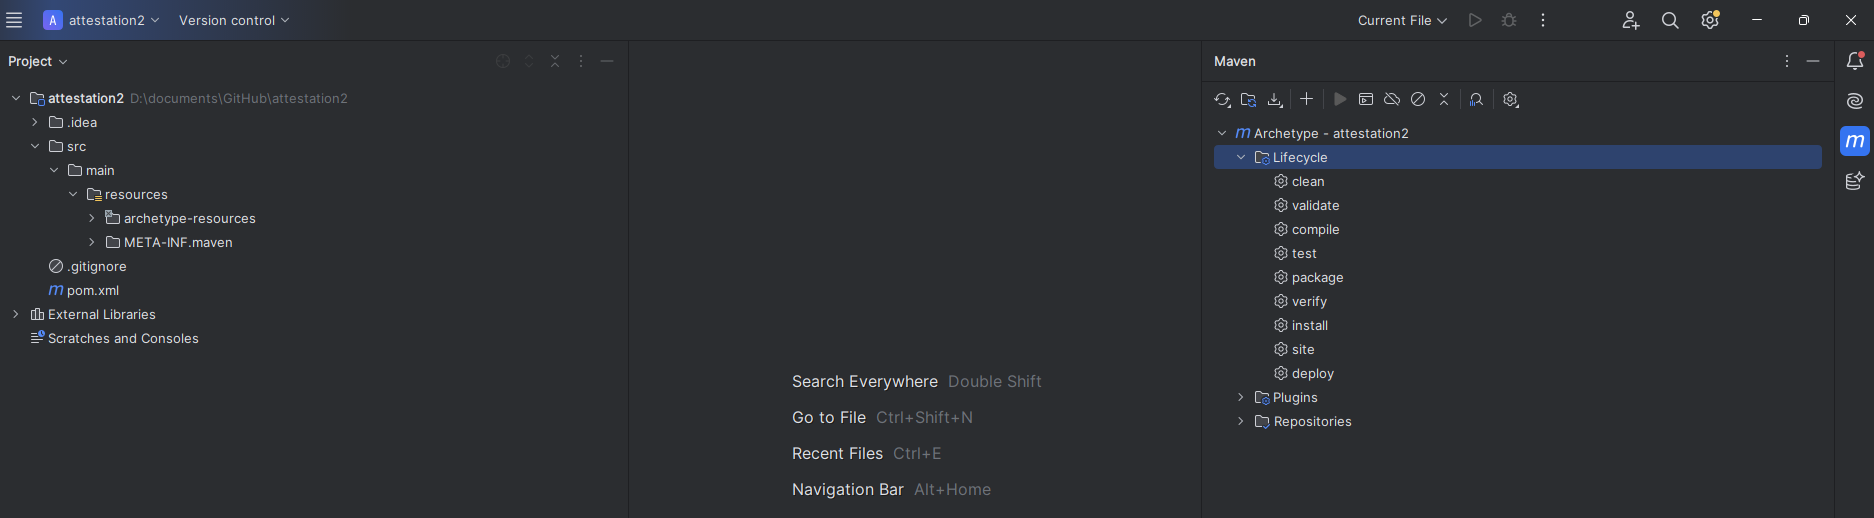 A attestation2 Version control Current File
Project
Maven
attestation2 D:\documents\GitHub\attestation2
.idea
src
main
resources
archetype-resources
META-INF.maven
.gitignore
m pom.xml
External Libraries
Scratches and Consoles
Search Everywhere Double Shift
Go to File Ctrl+Shift+N
Recent Files Ctrl+E
Navigation Bar Alt+Home
m Archetype - attestation2
Lifecycle
clean
validate
compile
test
package
verify
install
site
deploy
Plugins
Repositories
m